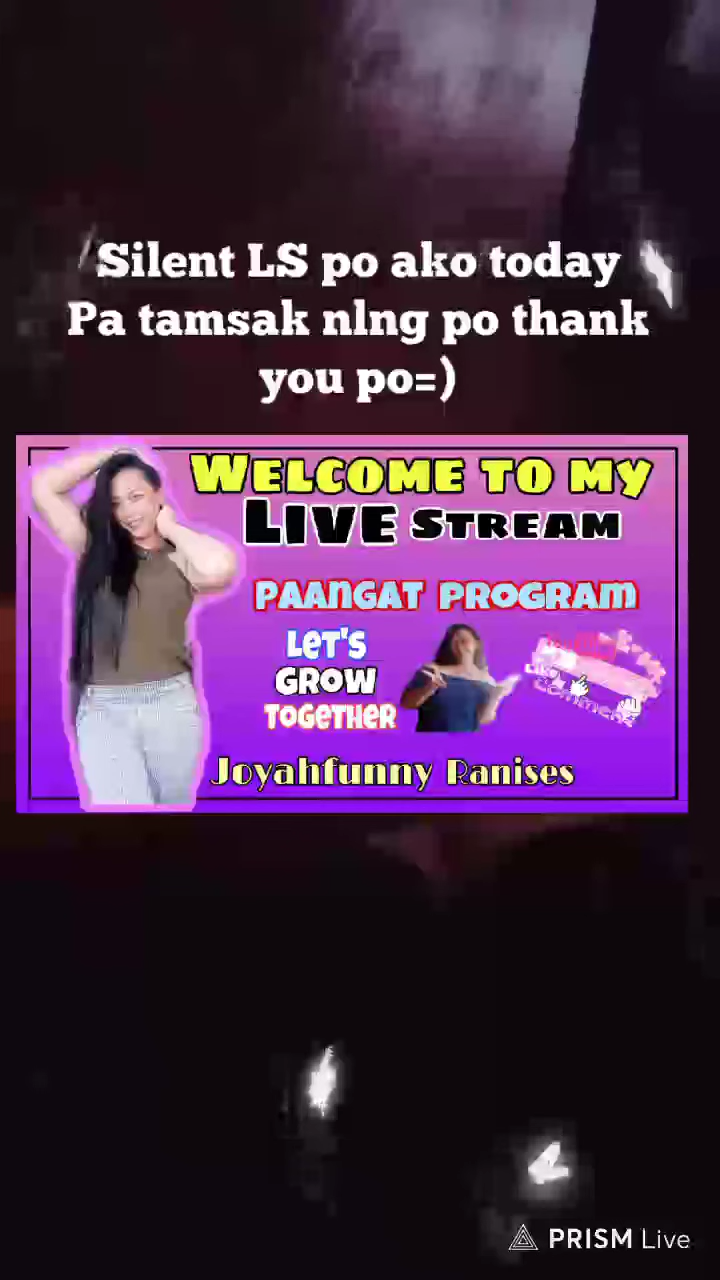 Silent LS po ako today
Pa tamsak nlng po thank
you po=)
WELCOME TO MY
LIVE STREAM
PAANGAT PROGRAM
LET'S
GROW
TOGETHER
Joyahfunny Ranises
PRISM Live